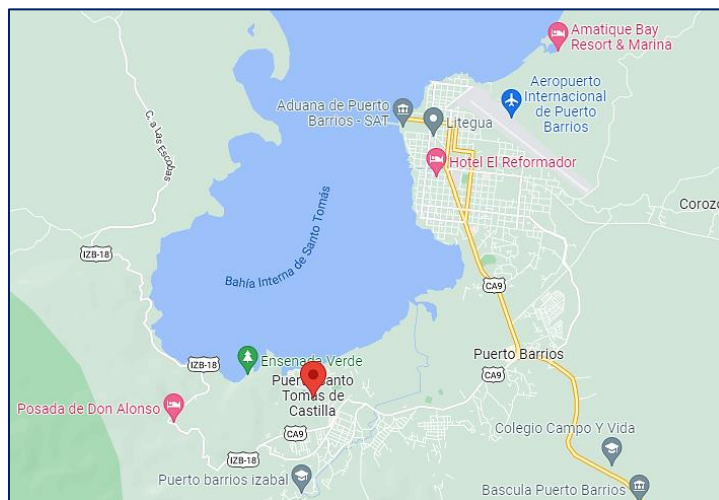 Amatique Bay
Resort & Marina
Aeropuerto
Internacional
de Puerto
Barrios
Aduana de Puerto
Barrios - SAT
Litegua
Hotel El Reformador
C. a Las Escobas
Corozo
IZB-18
Bahía Interna de Santo Tomás
CA9
Ensenada Verde
IZB-18
Puerto Barrios
Puerto Santo
Tomás de
Castilla
CA9
Posada de Don Alonso
CA9
Colegio Campo Y Vida
IZB-18
Puerto barrios izabal
Bascula Puerto Barrios